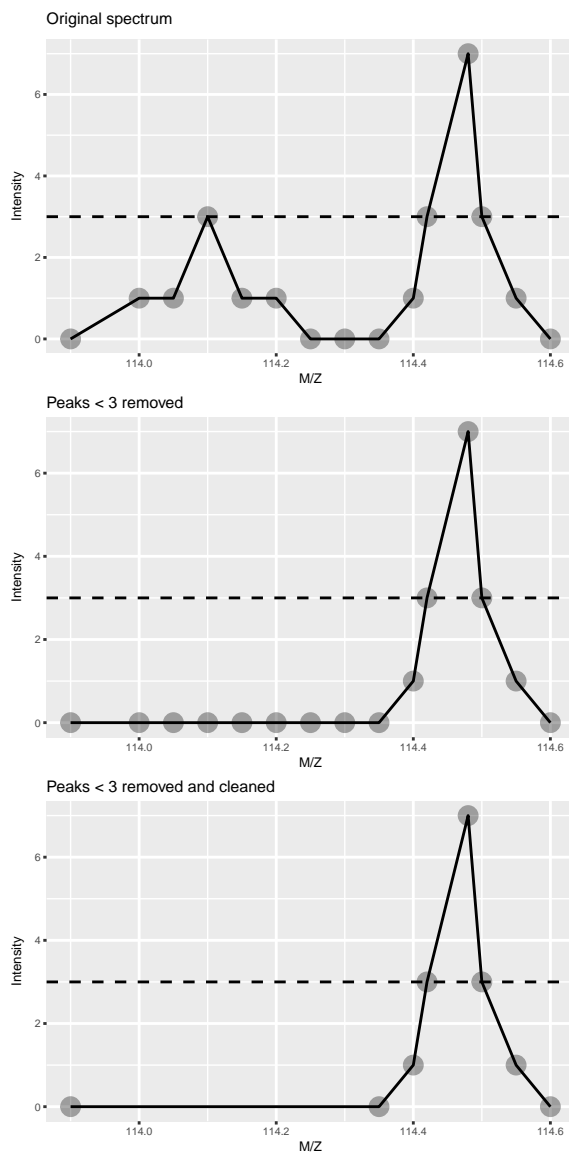 Original spectrum
6
4
2
0
Intensity
114.0 114.2 114.4 114.6
M/Z
Peaks < 3 removed
6
4
2
0
Intensity
114.0 114.2 114.4 114.6
M/Z
Peaks < 3 removed and cleaned
6
4
2
0
Intensity
114.0 114.2 114.4 114.6
M/Z